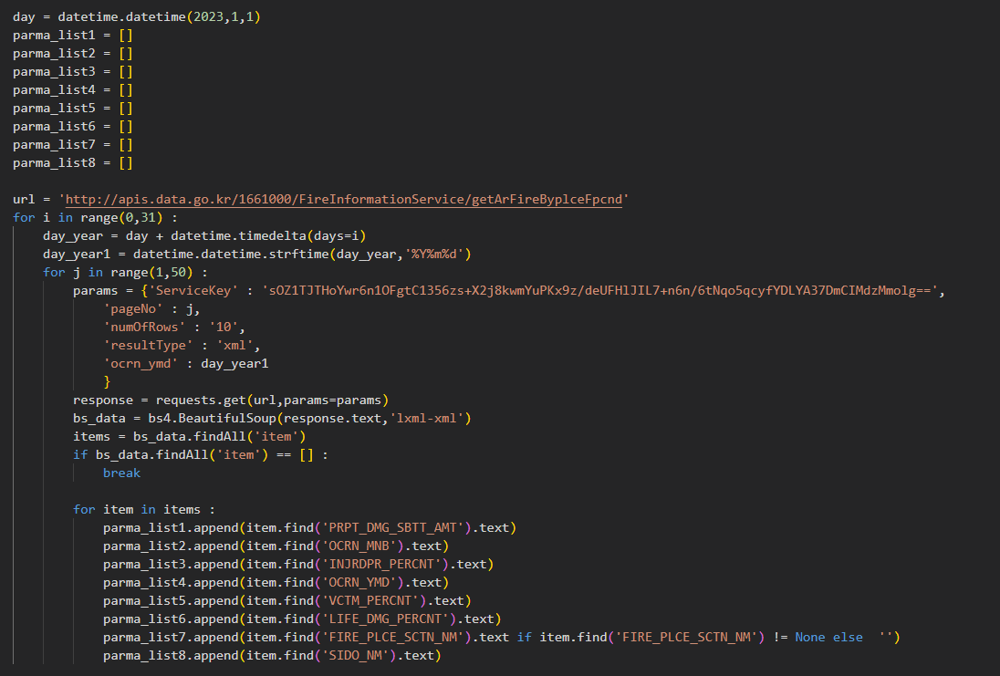 day = datetime.datetime(2023,1,1)
parma_list1 = []
parma_list2 = []
parma_list3 = []
parma_list4 = []
parma_list5 = []
parma_list6 = []
parma_list7 = []
parma_list8 = []

url = 'http://apis.data.go.kr/1661000/FireInformationService/getArFireByplceFpcnd'
for i in range(0,31) :
    day_year = day + datetime.timedelta(days=i)
    day_year1 = datetime.datetime.strftime(day_year,'%Y%m%d')
    for j in range(1,50) :
        params = {'ServiceKey' : 'sOZ1TJTHoYwr6n1OFgtC1356zs+X2j8kwmYuPKx9z/deUFHlJIL7+n6n/6tNqo5qcyfYDLYA37DmCIMdzMmolg==',
            'pageNo' : j,
            'numOfRows' : '10',
            'resultType' : 'xml',
            'ocrn_ymd' : day_year1
            }
        response = requests.get(url,params=params)
        bs_data = bs4.BeautifulSoup(response.text,'lxml-xml')
        items = bs_data.findAll('item')
        if bs_data.findAll('item') == [] :
            break

        for item in items :
            parma_list1.append(item.find('PRPT_DMG_SBTT_AMT').text)
            parma_list2.append(item.find('OCRN_MNB').text)
            parma_list3.append(item.find('INJRDPR_PERCNT').text)
            parma_list4.append(item.find('OCRN_YMD').text)
            parma_list5.append(item.find('VCTM_PERCNT').text)
            parma_list6.append(item.find('LIFE_DMG_PERCNT').text)
            parma_list7.append(item.find('FIRE_PLCE_SCTN_NM').text if item.find('FIRE_PLCE_SCTN_NM') != None else  '')
            parma_list8.append(item.find('SIDO_NM').text)